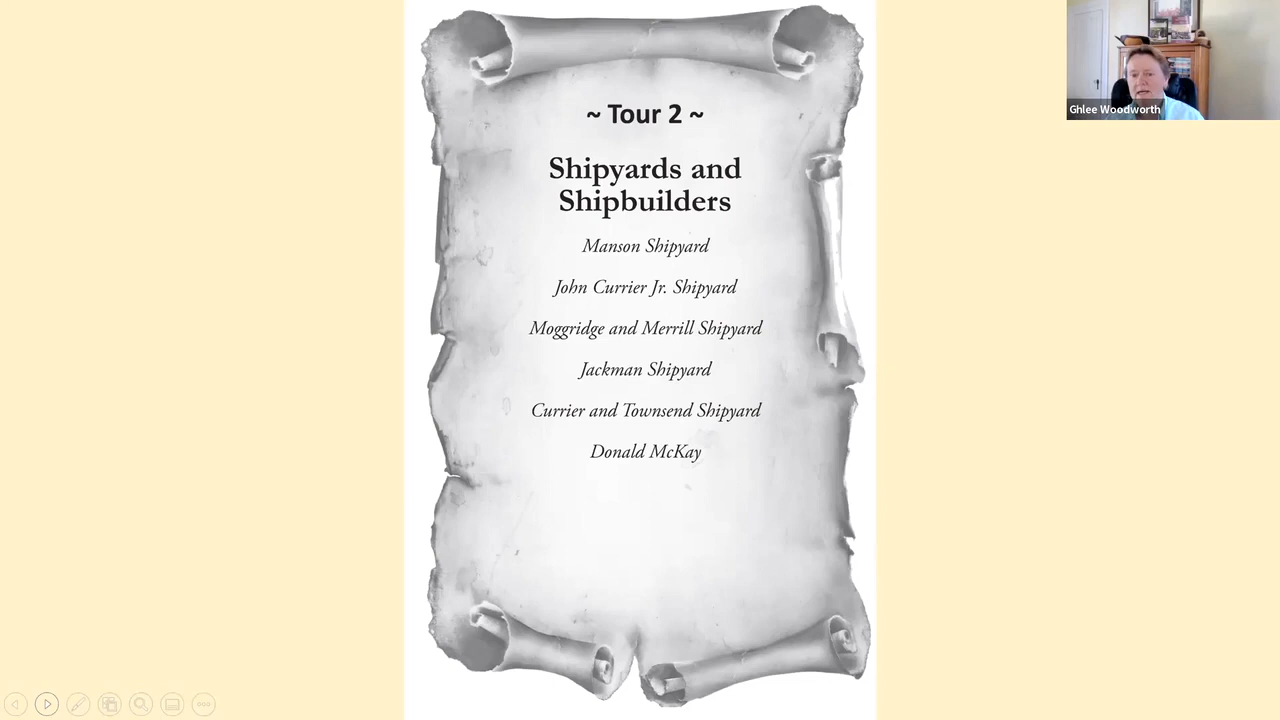 ~ Tour 2 ~
Shipyards and
Shipbuilders
Manson Shipyard
John Currier Jr. Shipyard
Moggridge and Merrill Shipyard
Jackman Shipyard
Currier and Townsend Shipyard
Donald McKay
Ghlee Woodworth